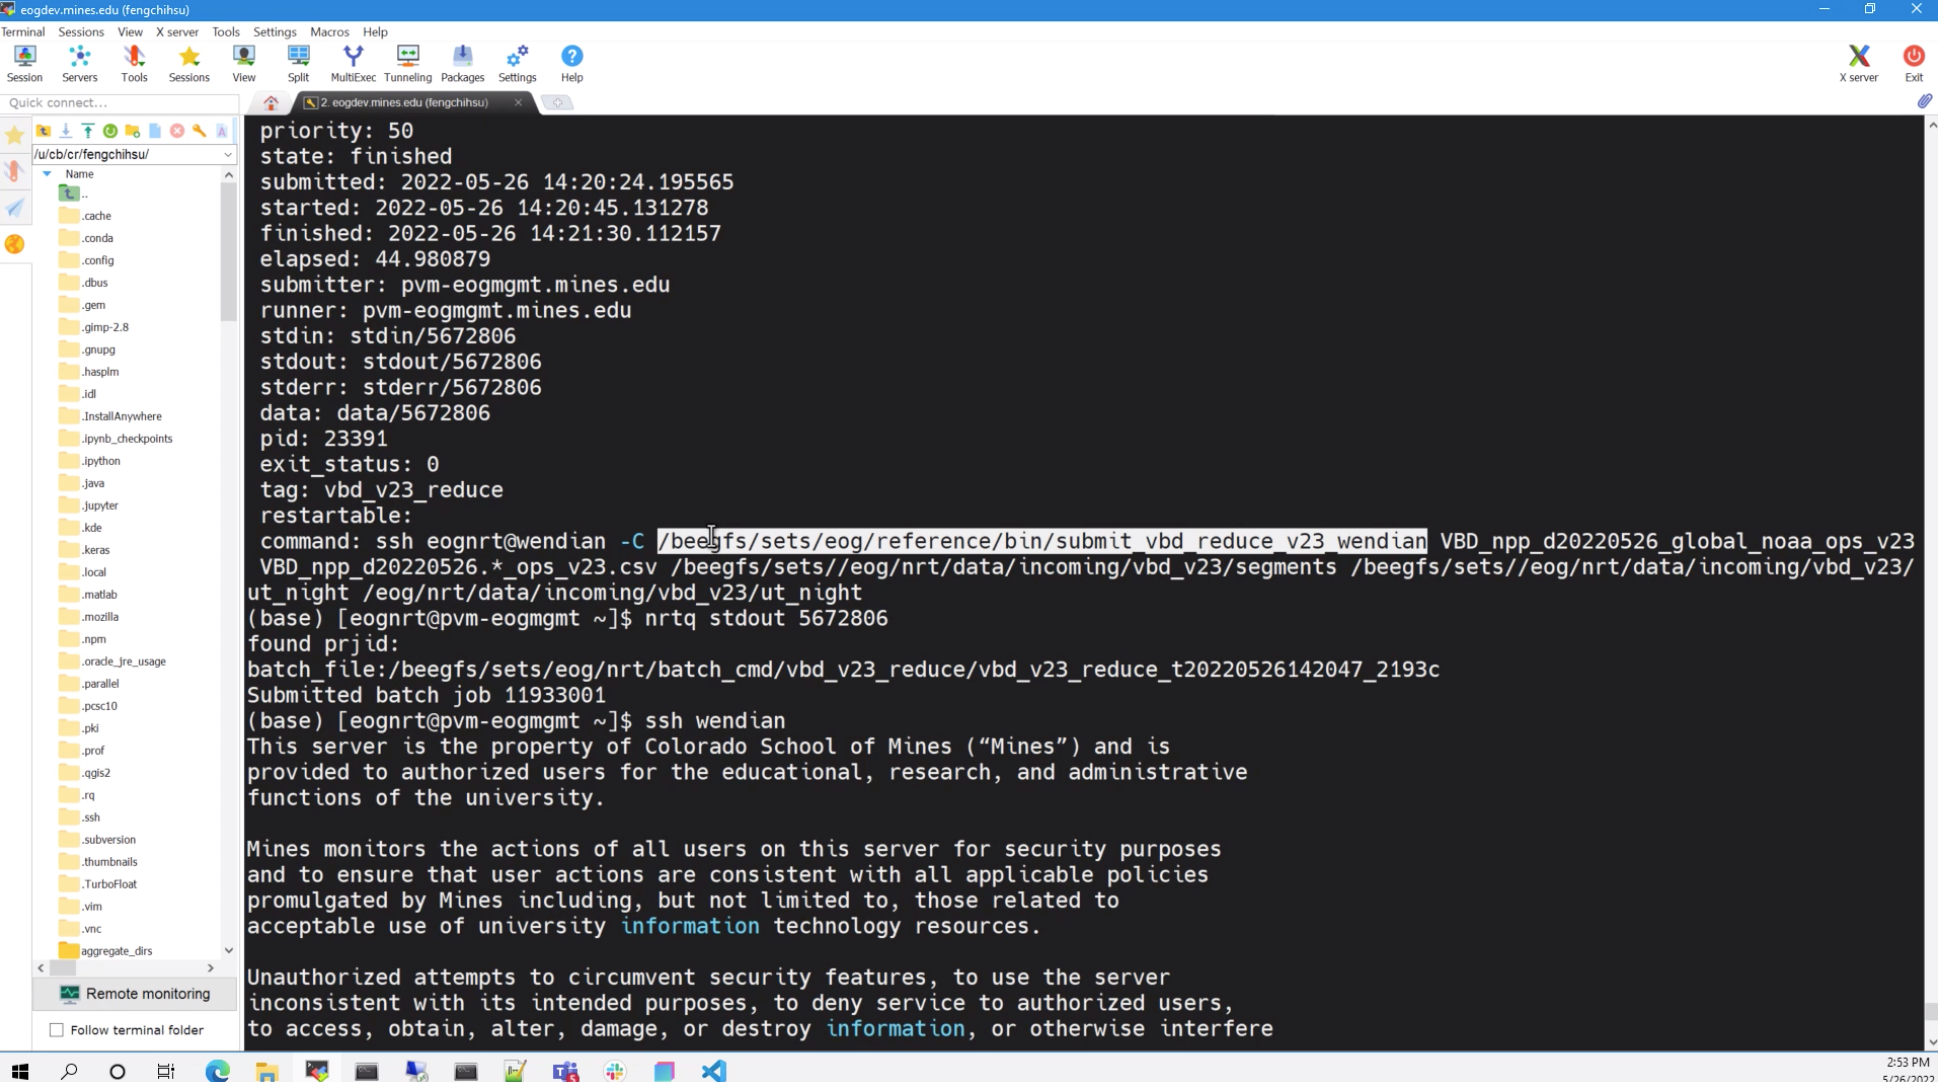 eogdev.mines.edu (fengchihsu)
Terminal Sessions View X server Tools Settings Macros Help
Session Servers Tools Sessions View Split MultiExec Tunneling Packages Settings Help X server Exit
Quick connect...
2. eogdev.mines.edu (fengchihsu)
/u/cb/cr/fengchihsu/
Name
..
.cache
.conda
.config
.dbus
.gem
.gimp-2.8
.gnupg
.hasplm
.idl
.InstallAnywhere
.ipynb_checkpoints
.ipython
.java
.jupyter
.kde
.keras
.local
.matlab
.mozilla
.npm
.oracle_jre_usage
.parallel
.pcsc10
.pki
.prof
.qgis2
.rq
.ssh
.subversion
.thumbnails
.TurboFloat
.vim
.vnc
aggregate_dirs
Remote monitoring
Follow terminal folder
priority: 50
state: finished
submitted: 2022-05-26 14:20:24.195565
started: 2022-05-26 14:20:45.131278
finished: 2022-05-26 14:21:30.112157
elapsed: 44.980879
submitter: pvm-eogmgmt.mines.edu
runner: pvm-eogmgmt.mines.edu
stdin: stdin/5672806
stdout: stdout/5672806
stderr: stderr/5672806
data: data/5672806
pid: 23391
exit_status: 0
tag: vbd_v23_reduce
restartable:
command: ssh eognrt@wendian -C /beegfs/sets/eog/reference/bin/submit_vbd_reduce_v23_wendian VBD_npp_d20220526_global_noaa_ops_v23
VBD_npp_d20220526.*_ops_v23.csv /beegfs/sets//eog/nrt/data/incoming/vbd_v23/segments /beegfs/sets//eog/nrt/data/incoming/vbd_v23/
ut_night /eog/nrt/data/incoming/vbd_v23/ut_night
(base) [eognrt@pvm-eogmgmt ~]$ nrtq stdout 5672806
found prjid:
batch_file:/beegfs/sets/eog/nrt/batch_cmd/vbd_v23_reduce/vbd_v23_reduce_t20220526142047_2193c
Submitted batch job 11933001
(base) [eognrt@pvm-eogmgmt ~]$ ssh wendian
This server is the property of Colorado School of Mines (“Mines”) and is
provided to authorized users for the educational, research, and administrative
functions of the university.
Mines monitors the actions of all users on this server for security purposes
and to ensure that user actions are consistent with all applicable policies
promulgated by Mines including, but not limited to, those related to
acceptable use of university information technology resources.
Unauthorized attempts to circumvent security features, to use the server
inconsistent with its intended purposes, to deny service to authorized users,
to access, obtain, alter, damage, or destroy information, or otherwise interfere
2:53 PM
5/26/2022